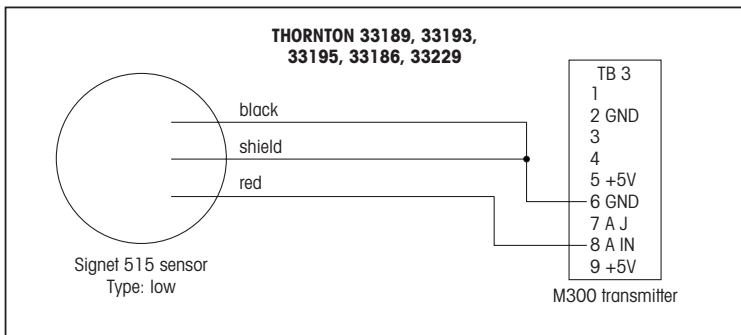 THORNTON 33189, 33193,
33195, 33186, 33229
black
shield
red
Signet 515 sensor
Type: low
TB 3
1
2 GND
3
4
5 +5V
6 GND
7 A J
8 A IN
9 +5V
M300 transmitter